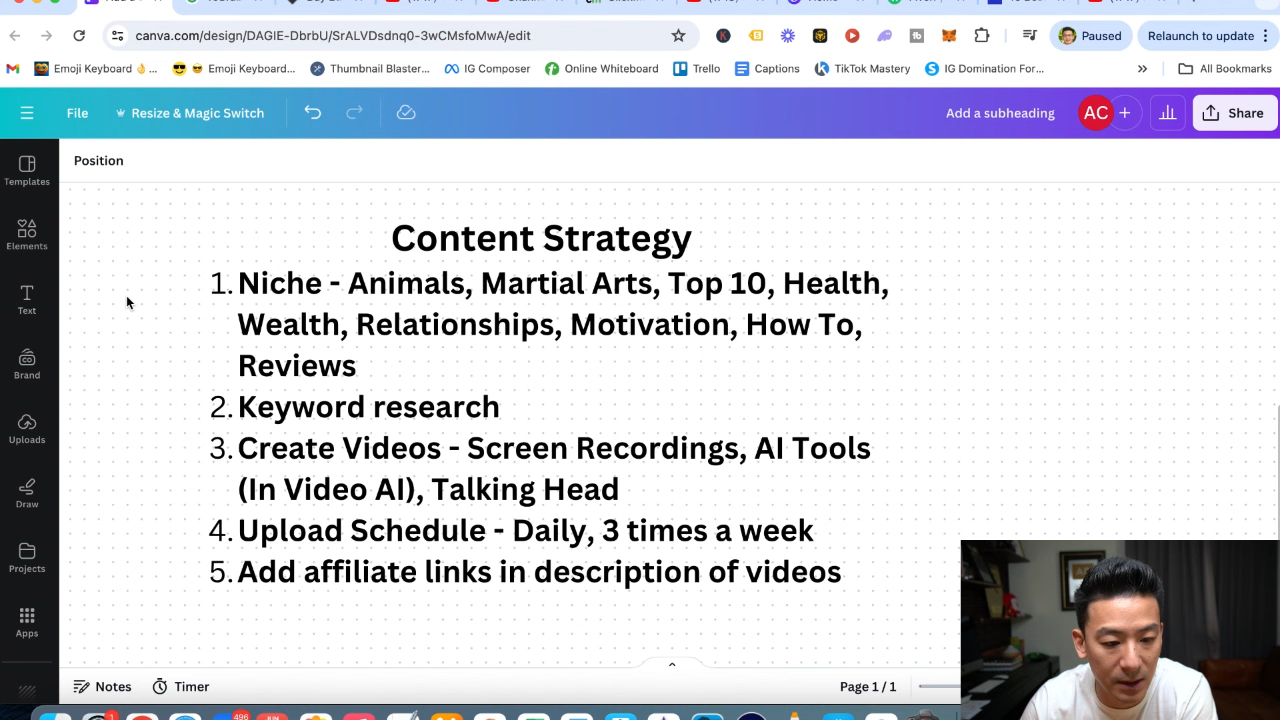 canva.com/design/DAGIE-DbrbU/SrALVDsdnq0-3wCMsfoMwA/edit
Paused
Relaunch to update
Emoji Keyboard 👌 ...
😎 Emoji Keyboard...
Thumbnail Blaster...
IG Composer
Online Whiteboard
Trello
Captions
TikTok Mastery
IG Domination For...
All Bookmarks
File
Resize & Magic Switch
Add a subheading
AC
Share
Position
Templates
Elements
Text
Brand
Uploads
Draw
Projects
Apps
Content Strategy
1. Niche - Animals, Martial Arts, Top 10, Health,
Wealth, Relationships, Motivation, How To,
Reviews
2. Keyword research
3. Create Videos - Screen Recordings, AI Tools
(In Video AI), Talking Head
4. Upload Schedule - Daily, 3 times a week
5. Add affiliate links in description of videos
Notes
Timer
Page 1 / 1
496